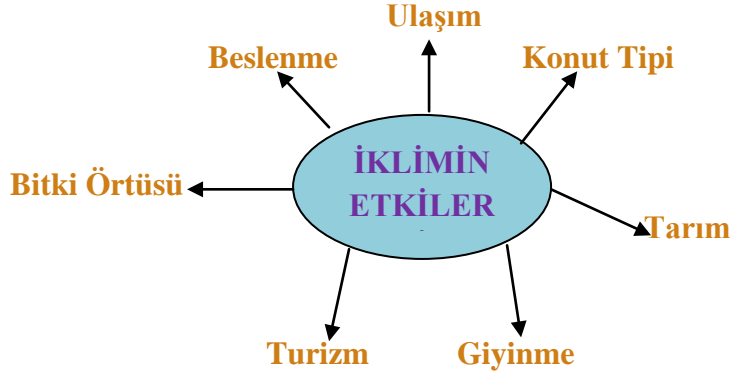 Ulaşım
Beslenme
Konut Tipi
İKLİMİN
ETKİLER
Bitki Örtüsü
Tarım
Turizm
Giyinme